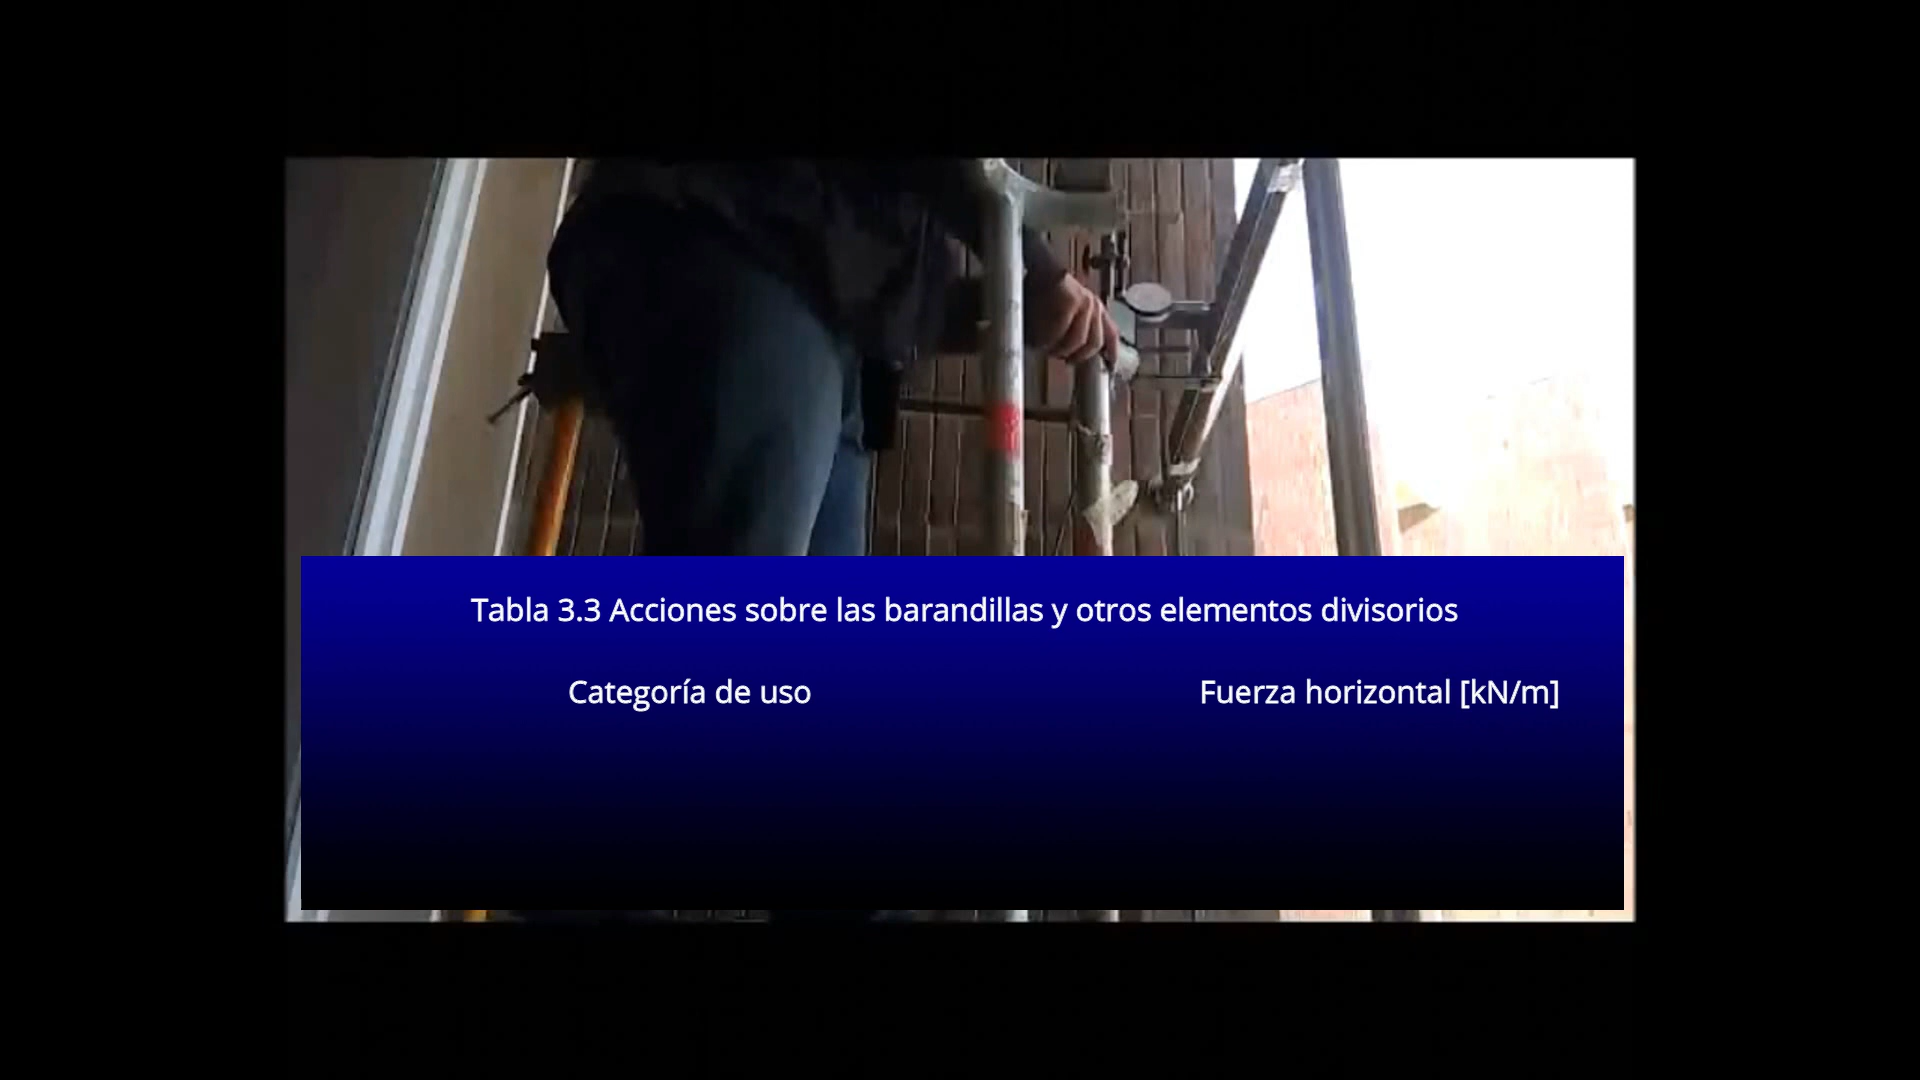 Tabla 3.3 Acciones sobre las barandillas y otros elementos divisorios
Categoría de uso Fuerza horizontal [kN/m]